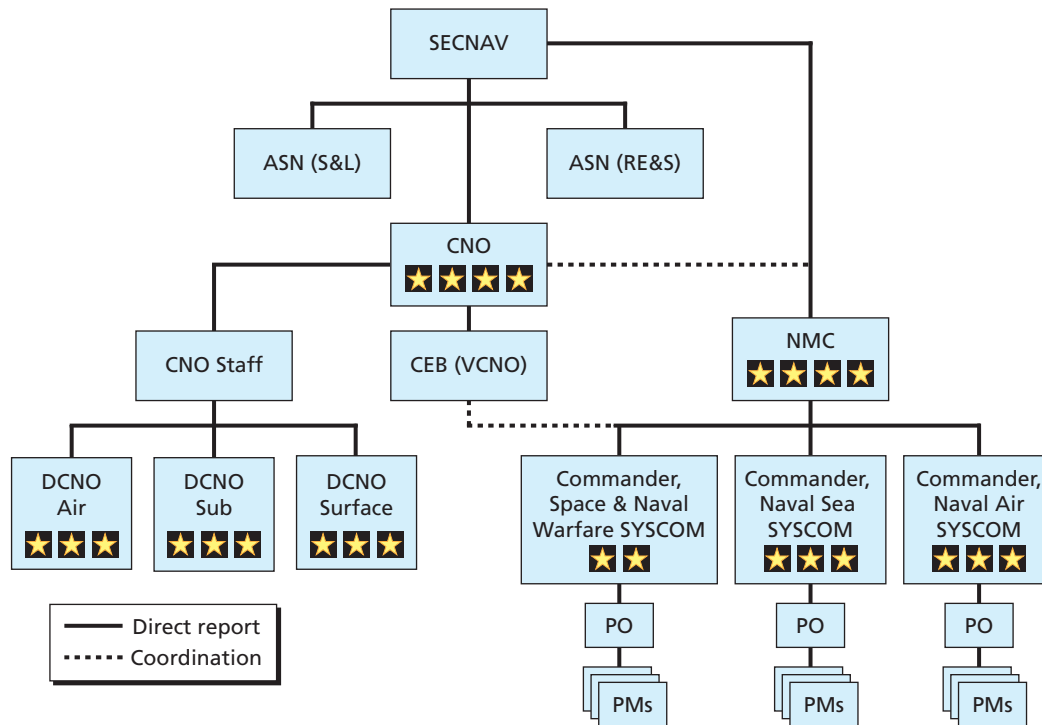 SECNAV
ASN (S&L)
ASN (RE&S)
CNO
CNO Staff
CEB (VCNO)
NMC
DCNO
Air
DCNO
Sub
DCNO
Surface
Commander,
Space & Naval
Warfare SYSCOM
Commander,
Naval Sea
SYSCOM
Commander,
Naval Air
SYSCOM
PO
PO
PO
PMs
PMs
PMs
Direct report
Coordination